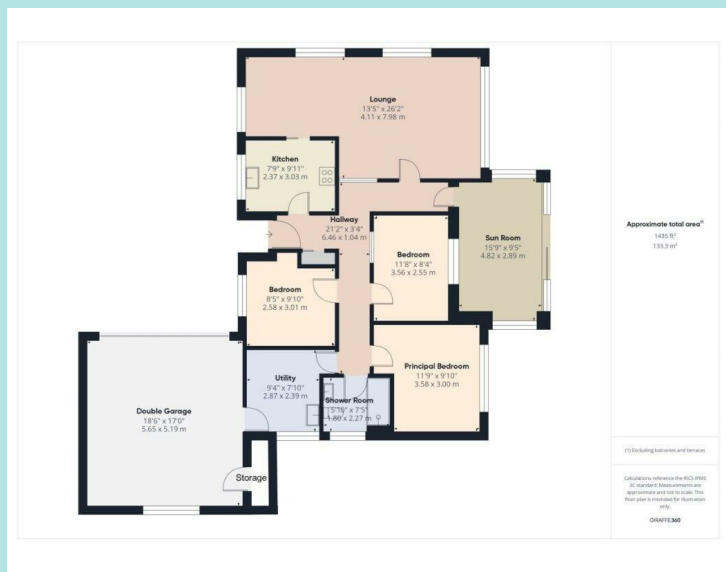 Lounge
13'5" x 26'2"
4.11 x 7.98 m
Kitchen
7'9" x 9'11"
2.37 x 3.03 m
Hallway
21'2" x 3'4"
6.46 x 1.04 m
Sun Room
15'9" x 9'5"
4.82 x 2.89 m
Bedroom
11'8" x 8'4"
3.56 x 2.55 m
Bedroom
8'5" x 9'10"
2.58 x 3.01 m
Principal Bedroom
11'9" x 9'10"
3.58 x 3.00 m
Utility
9'4" x 7'10"
2.87 x 2.39 m
Shower Room
5'10" x 7'5"
1.80 x 2.27 m
Double Garage
18'6" x 17'0"
5.65 x 5.19 m
Storage
Approximate total area⁽¹⁾
1435 ft²
133.3 m²
(1) Excluding balconies and terraces
Calculations reference the RICS IPMS
3C standard. Measurements are
approximate and not to scale. This
floor plan is intended for illustration
only.
GIRAFFE360